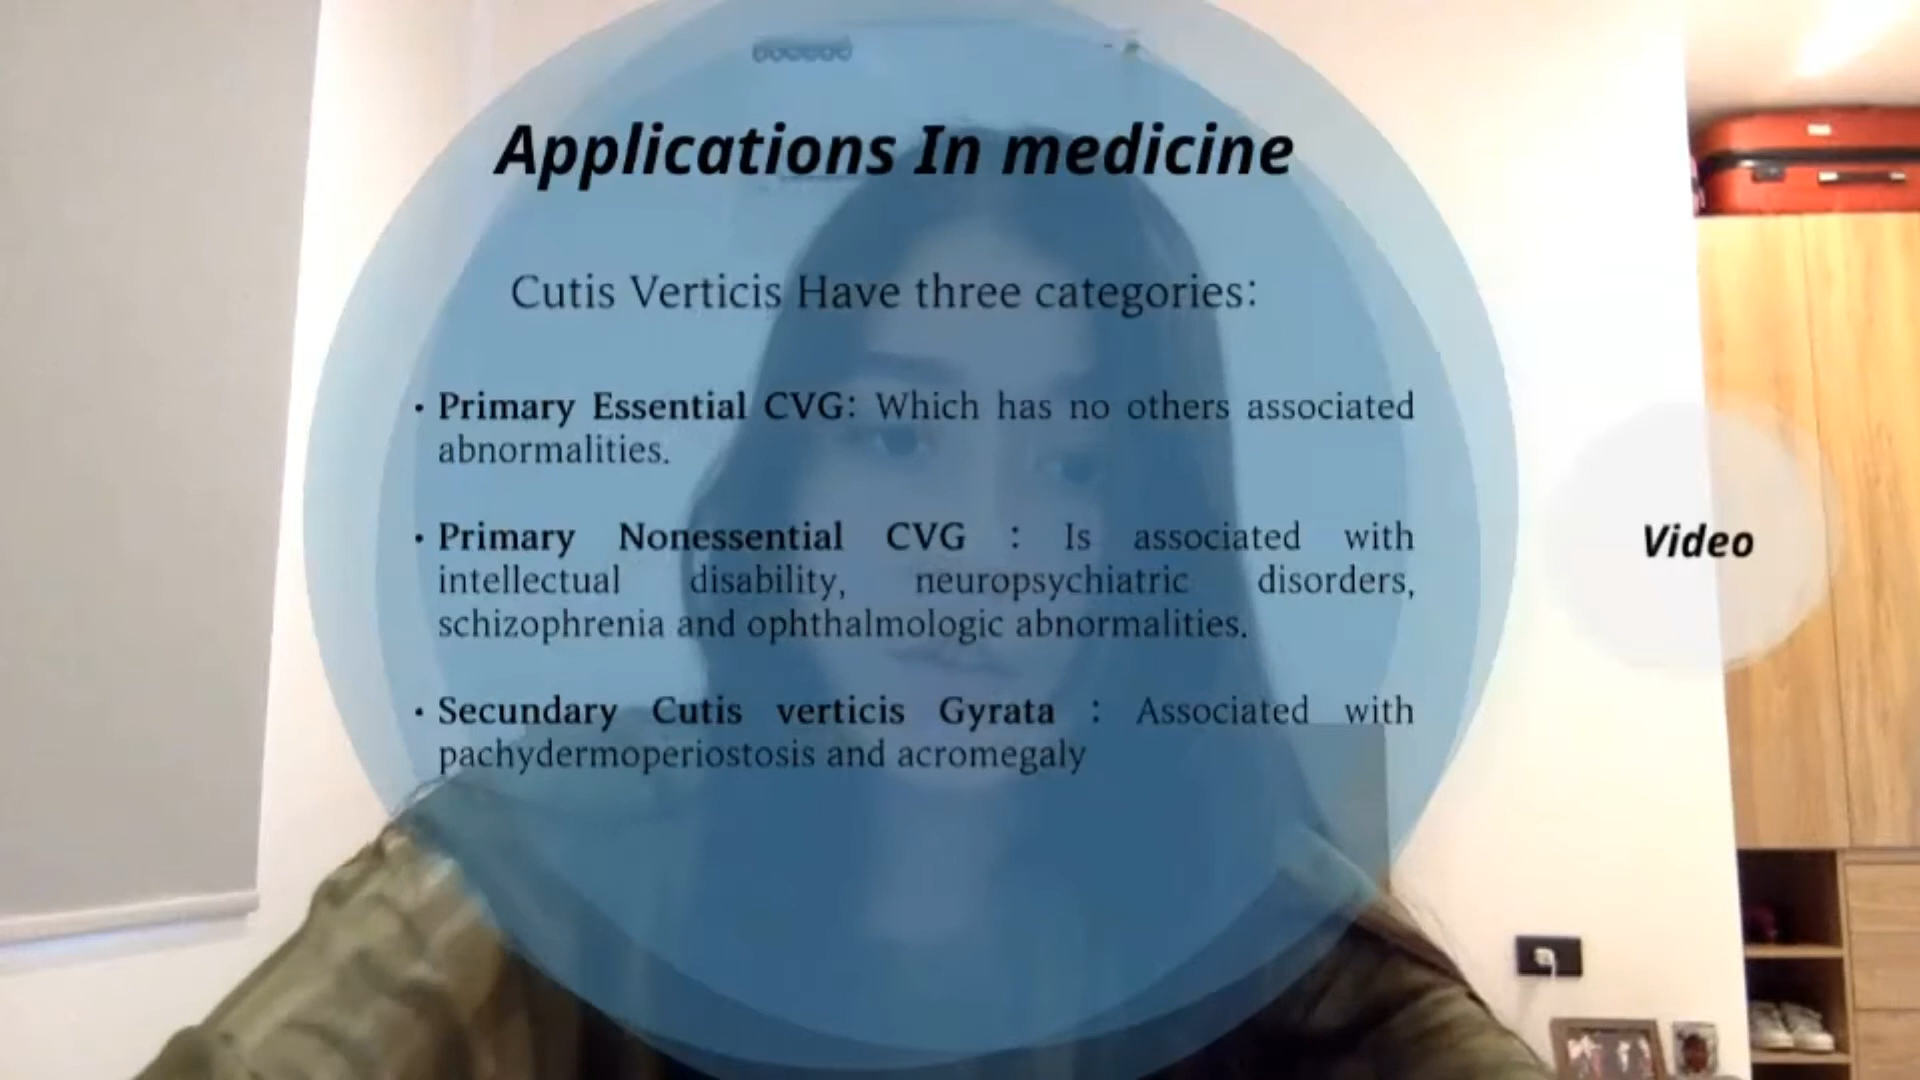 Applications In medicine
Cutis Verticis Have three categories:
• Primary Essential CVG: Which has no others associated
abnormalities.
• Primary Nonessential CVG : Is associated with
intellectual disability, neuropsychiatric disorders,
schizophrenia and ophthalmologic abnormalities.
• Secundary Cutis verticis Gyrata : Associated with
pachydermoperiostosis and acromegaly
Video